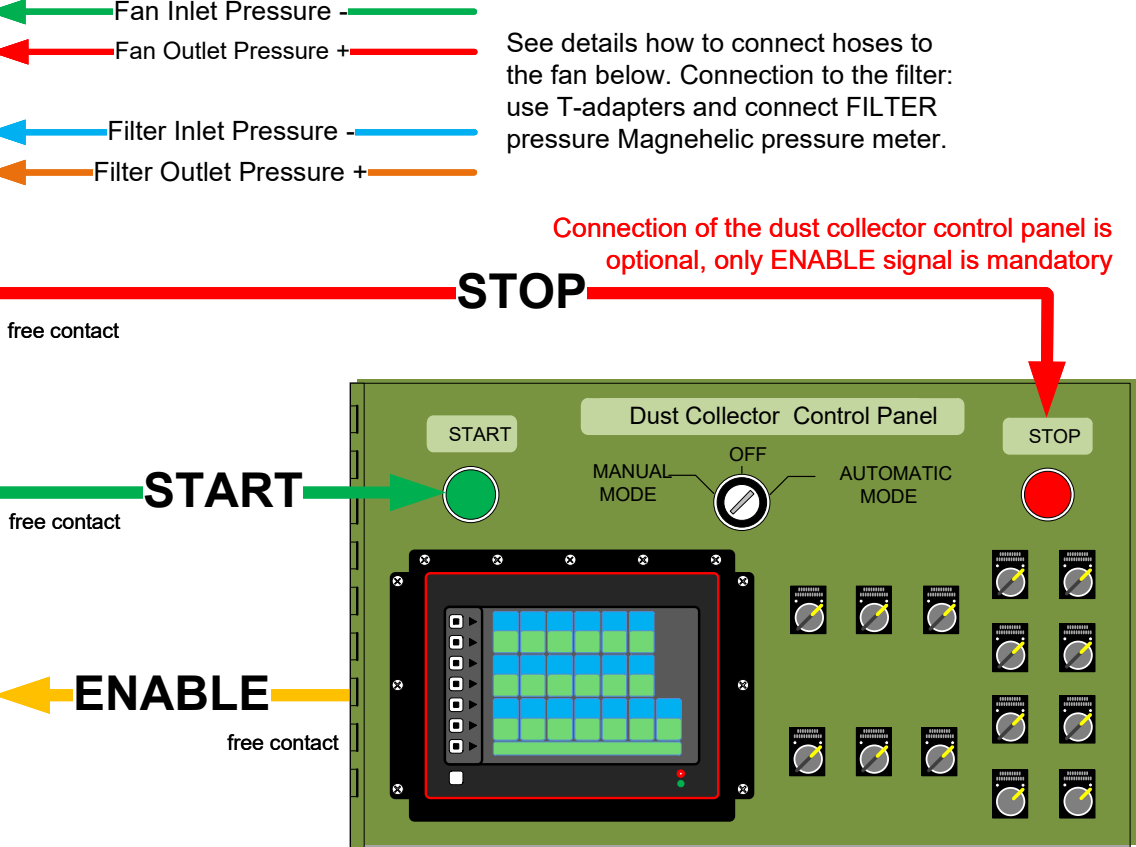 Fan Inlet Pressure -
Fan Outlet Pressure +
Filter Inlet Pressure -
Filter Outlet Pressure +
See details how to connect hoses to
the fan below. Connection to the filter:
use T-adapters and connect FILTER
pressure Magnehelic pressure meter.
Connection of the dust collector control panel is
optional, only ENABLE signal is mandatory
STOP
free contact
Dust Collector  Control Panel
START
STOP
OFF
MANUAL
MODE
AUTOMATIC
MODE
START
free contact
ENABLE
free contact